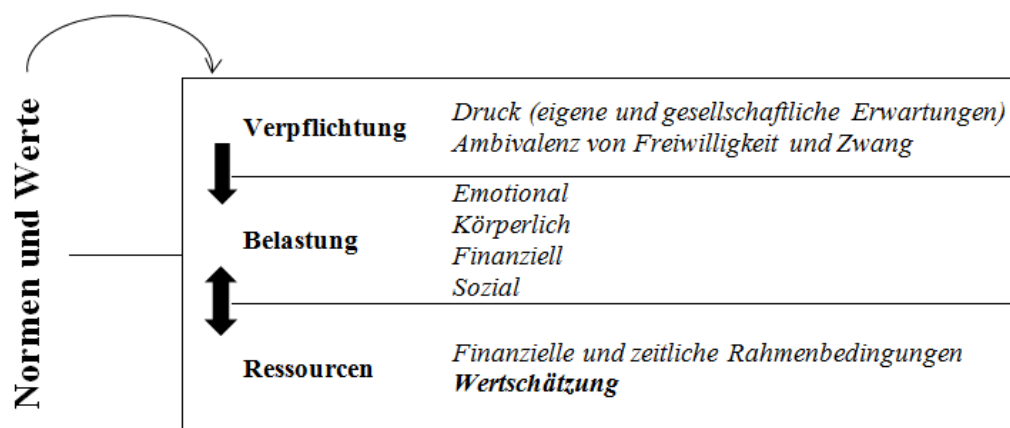 Normen und Werte
Verpflichtung
Druck (eigene und gesellschaftliche Erwartungen)
Ambivalenz von Freiwilligkeit und Zwang
Belastung
Emotional
Körperlich
Finanziell
Sozial
Ressourcen
Finanzielle und zeitliche Rahmenbedingungen
Wertschätzung